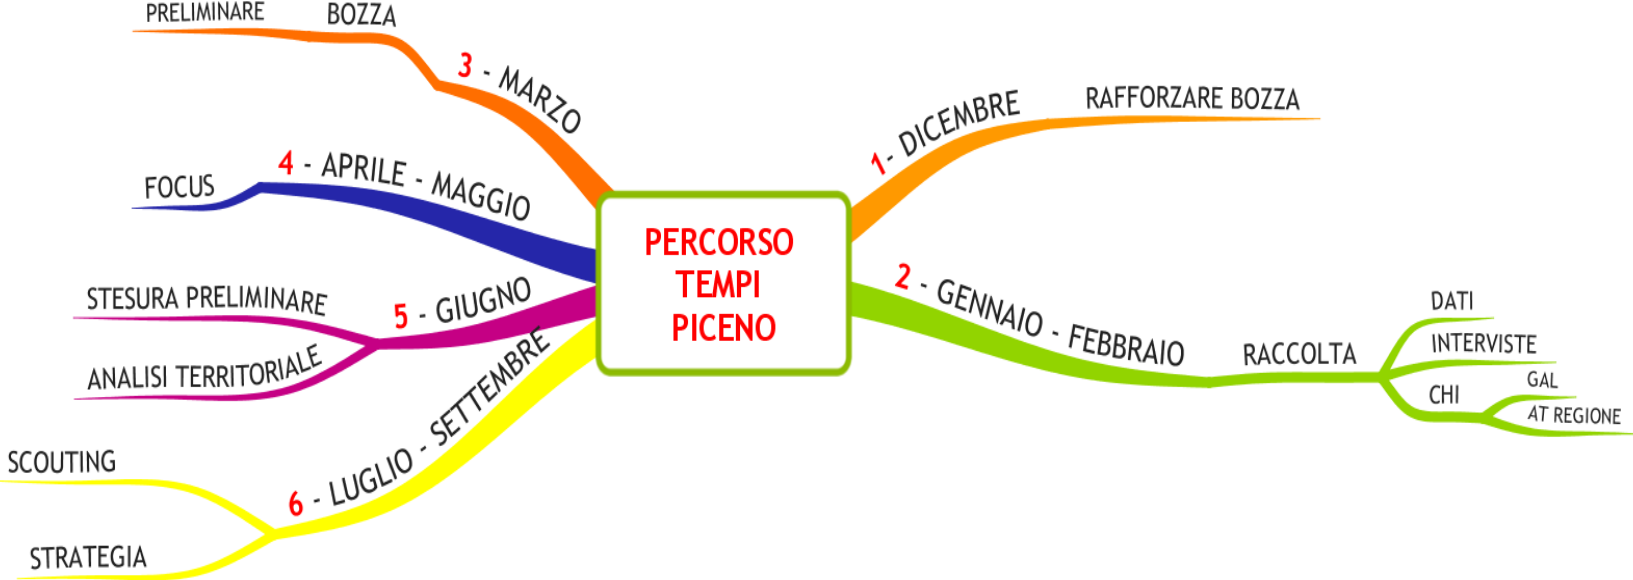 PERCORSO
TEMPI
PICENO
1- DICEMBRE
RAFFORZARE BOZZA
2 - GENNAIO - FEBBRAIO
RACCOLTA
DATI
INTERVISTE
CHI
GAL
AT REGIONE
3 - MARZO
BOZZA
PRELIMINARE
4 - APRILE - MAGGIO
FOCUS
5 - GIUGNO
STESURA PRELIMINARE
ANALISI TERRITORIALE
6 - LUGLIO - SETTEMBRE
SCOUTING
STRATEGIA